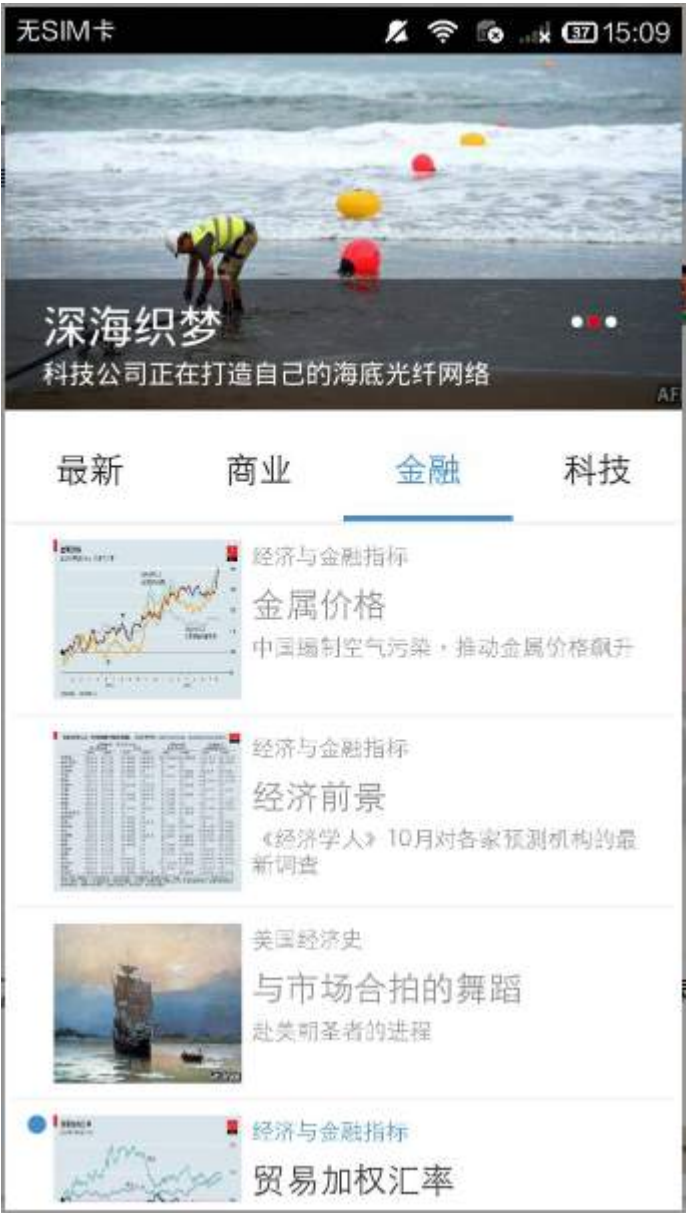 无SIM卡
37 15:09
深海织梦
科技公司正在打造自己的海底光纤网络
AF
最新 商业 金融 科技
经济与金融指标
金属价格
中国遏制空气污染，推动金属价格飙升
经济与金融指标
经济前景
《经济学人》10月对各家预测机构的最
新调查
美国经济史
与市场合拍的舞蹈
赴美朝圣者的进程
经济与金融指标
贸易加权汇率